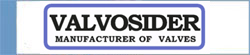 VALVOSIDER
MANUFACTURER OF VALVES